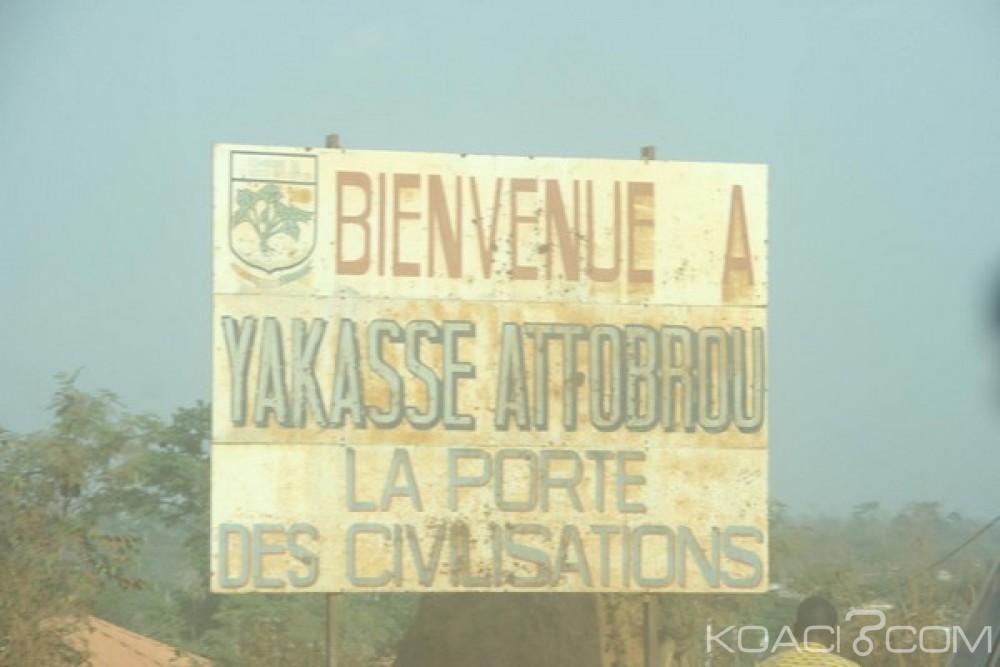 BIENVENUE A
YAKASSE ATTOBROU
LA PORTE
DES CIVILISATIONS
KOACI.COM